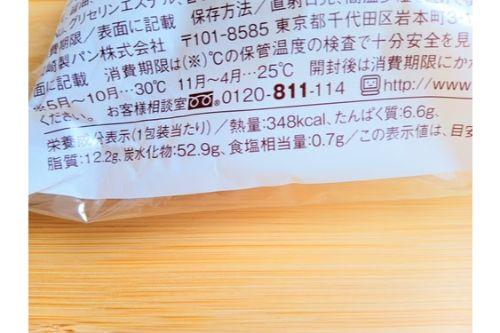 グリセリンエステル、
費期限/表面に記載 保存方法/直射日光、高温多湿
崎製パン株式会社 〒101-8585 東京都千代田区岩本町3-1
面に記載 消費期限は(※)℃の保管温度の検査で十分安全を見
※5月〜10月…30℃ 11月〜4月…25℃ 開封後は消費期限にか
ください。お客様相談室 0120-811-114 http://www.
栄養成分表示(1包装当たり)/熱量:348kcal、たんぱく質:6.6g、
脂質:12.2g、炭水化物:52.9g、食塩相当量:0.7g/この表示値は、目安